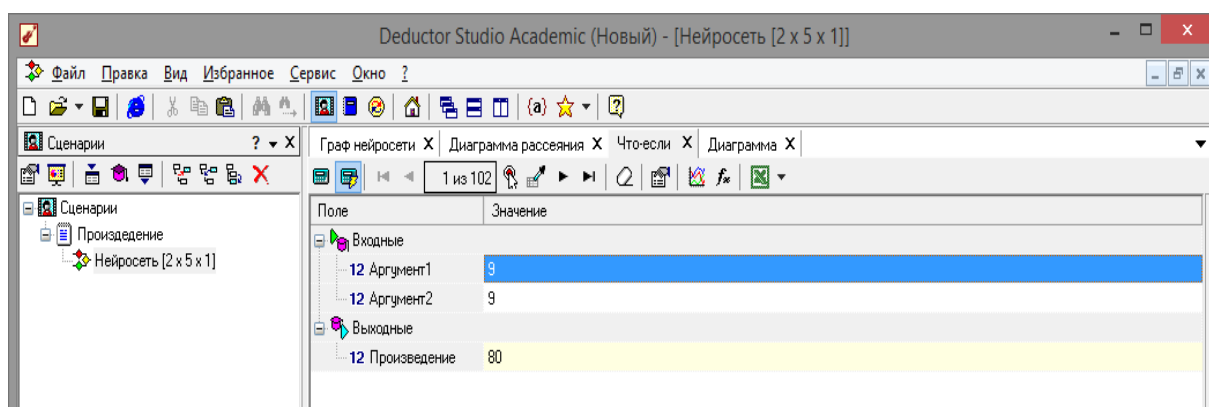 Deductor Studio Academic (Новый) - [Нейросеть [2 x 5 x 1]]
Файл Правка Вид Избранное Сервис Окно ?
Сценарии ? X
Граф нейросети X Диаграмма рассеяния X Что-если X Диаграмма X
1 из 102
Сценарии
Произдедение
Нейросеть [2 x 5 x 1]
Поле Значение
Входные
12 Аргумент1 9
12 Аргумент2 9
Выходные
12 Произведение 80